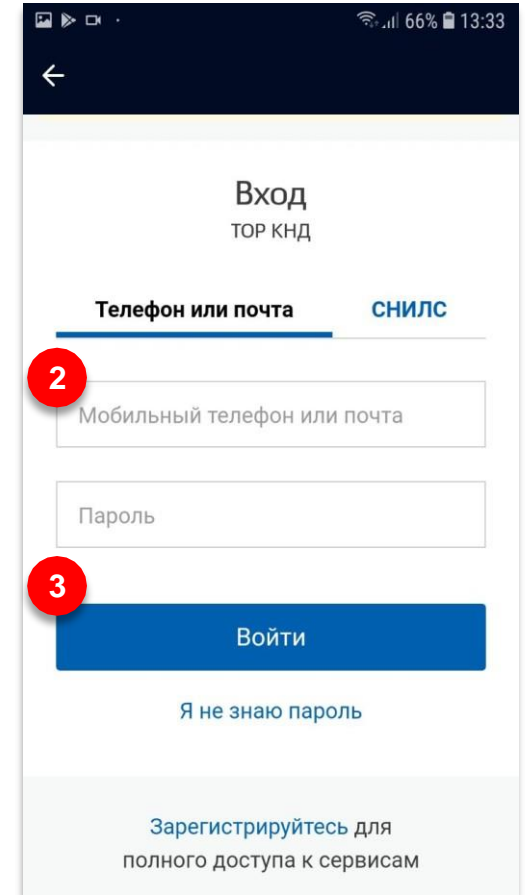 66% 13:33
Вход
ТОР КНД
Телефон или почта СНИЛС
2
Мобильный телефон или почта
Пароль
3
Войти
Я не знаю пароль
Зарегистрируйтесь для
полного доступа к сервисам